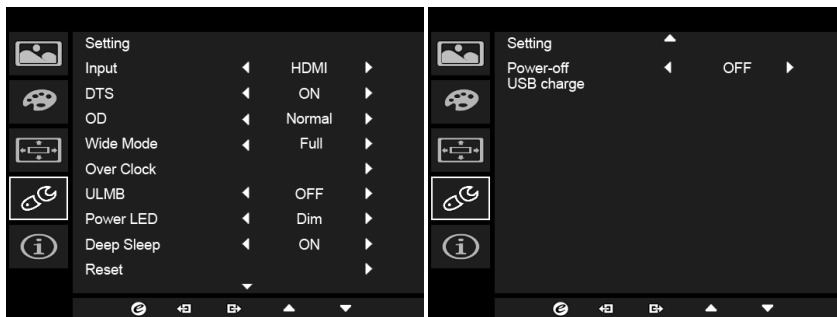 Setting
Input HDMI
DTS ON
OD Normal
Wide Mode Full
Over Clock
ULMB OFF
Power LED Dim
Deep Sleep ON
Reset
Setting
Power-off OFF
USB charge